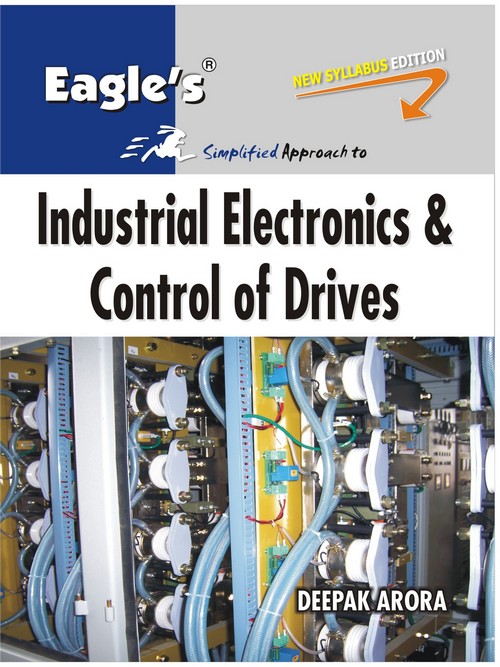 Eagle's®
NEW SYLLABUS EDITION
Simplified Approach to
Industrial Electronics &
Control of Drives
DEEPAK ARORA